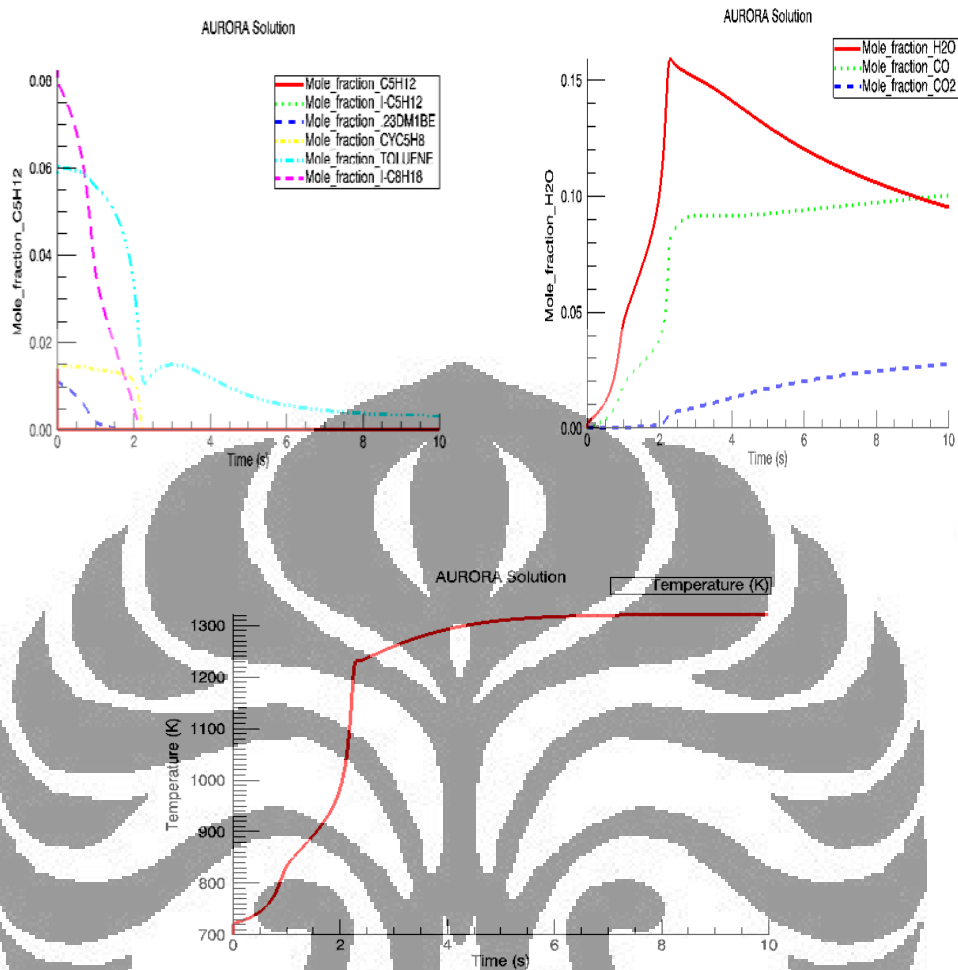 AURORA Solution
Mole_fraction_C5H12
Mole_fraction_I-C5H12
Mole_fraction_.23DM1BE
Mole_fraction_CYC5H8
Mole_fraction_TOLUENE
Mole_fraction_I-C8H18
Mole_fraction_C5H12
0.08
0.06
0.04
0.02
0.00
0 2 4 6 8 10
Time (s)
AURORA Solution
Mole_fraction_H2O
Mole_fraction_CO
Mole_fraction_CO2
Mole_fraction_H2O
0.15
0.10
0.05
0.00
0 2 4 6 8 10
Time (s)
AURORA Solution
Temperature (K)
Temperature (K)
1300
1200
1100
1000
900
800
700
0 2 4 6 8 10
Time (s)